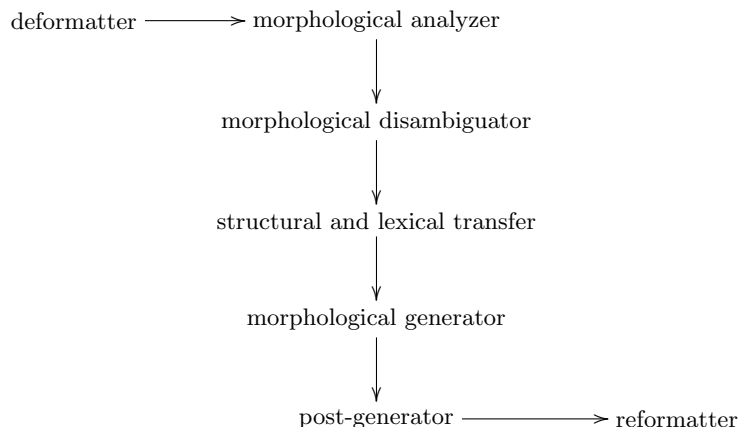 deformatter
morphological analyzer
morphological disambiguator
structural and lexical transfer
morphological generator
post-generator
reformatter